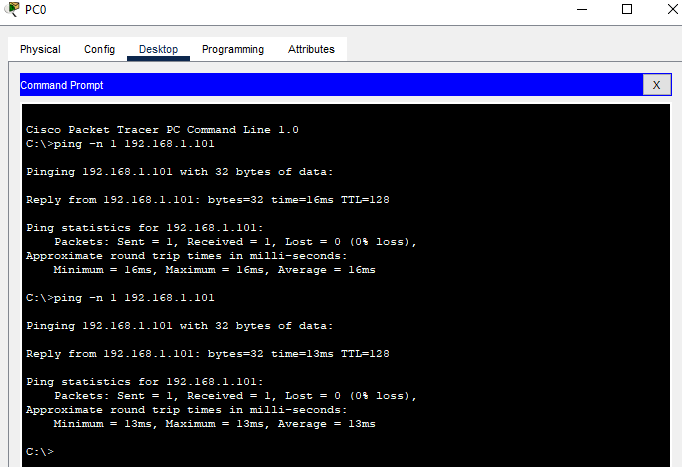 PC0
Physical Config Desktop Programming Attributes
Command Prompt X
Cisco Packet Tracer PC Command Line 1.0
C:\>ping -n 1 192.168.1.101
Pinging 192.168.1.101 with 32 bytes of data:
Reply from 192.168.1.101: bytes=32 time=16ms TTL=128
Ping statistics for 192.168.1.101:
    Packets: Sent = 1, Received = 1, Lost = 0 (0% loss),
Approximate round trip times in milli-seconds:
    Minimum = 16ms, Maximum = 16ms, Average = 16ms
C:\>ping -n 1 192.168.1.101
Pinging 192.168.1.101 with 32 bytes of data:
Reply from 192.168.1.101: bytes=32 time=13ms TTL=128
Ping statistics for 192.168.1.101:
    Packets: Sent = 1, Received = 1, Lost = 0 (0% loss),
Approximate round trip times in milli-seconds:
    Minimum = 13ms, Maximum = 13ms, Average = 13ms
C:\>